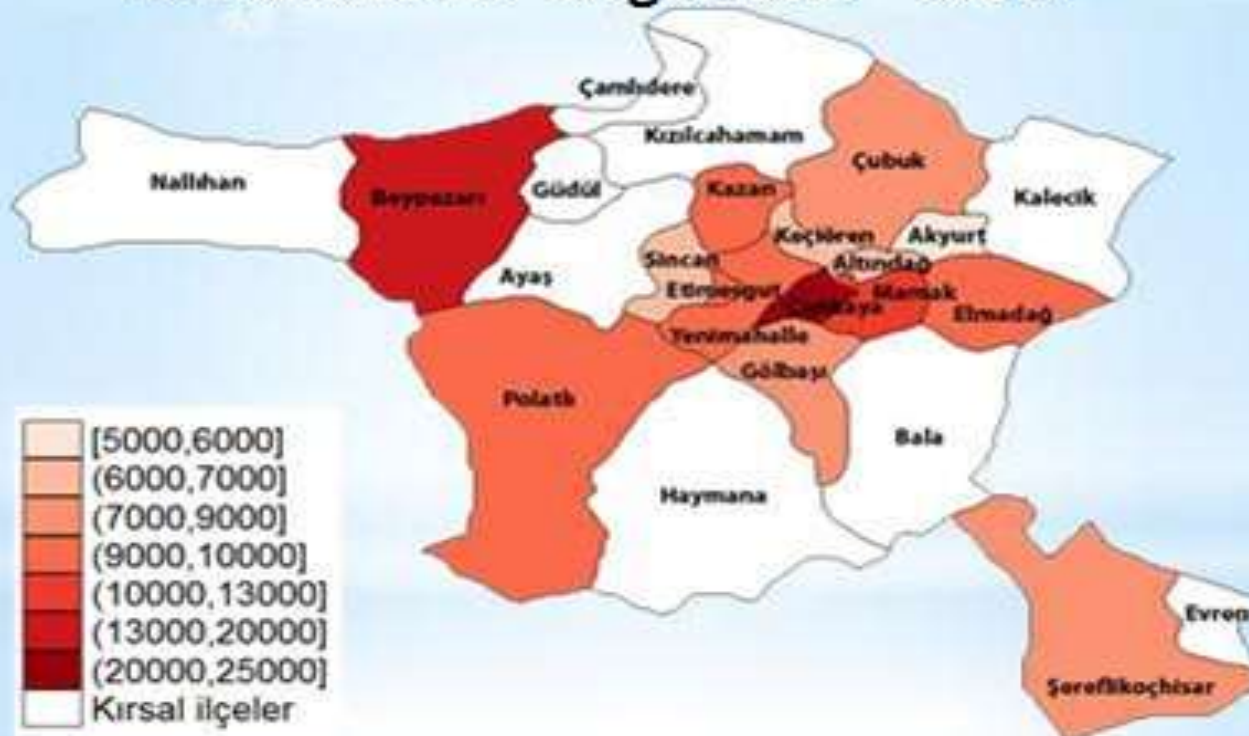 Çamlıdere
Kızılcahamam
Çubuk
Nallıhan
Beypazarı
Güdül
Kazan
Kalecik
Keçiören
Akyurt
Sincan
Altındağ
Ayaş
Etimesgut
Mamak
Elmadağ
Yenimahalle
Gölbaşı
Polatlı
Bala
Haymana
Evren
Şereflikoçhisar
[5000,6000]
(6000,7000]
(7000,9000]
(9000,10000]
(10000,13000]
(13000,20000]
(20000,25000]
Kırsal ilçeler